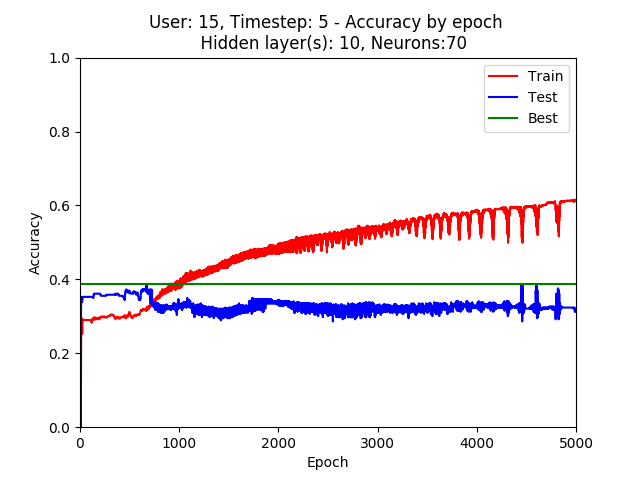 User: 15, Timestep: 5 - Accuracy by epoch
Hidden layer(s): 10, Neurons:70
Train
Test
Best
Accuracy
1.0
0.8
0.6
0.4
0.2
0.0
0 1000 2000 3000 4000 5000
Epoch